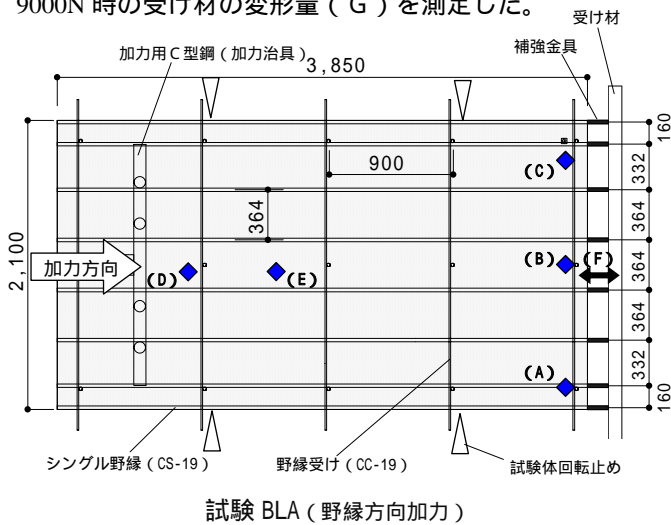 9000N 時の受け材の変形量（G）を測定した。
受け材
補強金具
加力用C型鋼（加力治具）
3,850
160
332
900
(C)
364
364
2,100
加力方向
(D)
(E)
(B)
(F)
364
364
(A)
332
160
シングル野縁（CS-19）
野縁受け（CC-19）
試験体回転止め
試験 BLA（野縁方向加力）